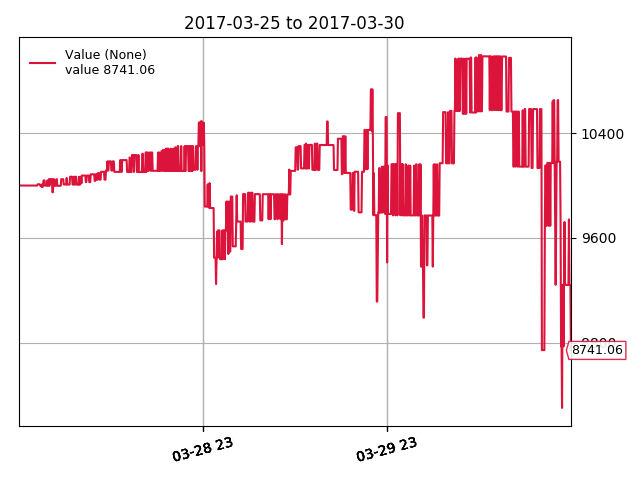 2017-03-25 to 2017-03-30
Value (None)
value 8741.06
10400
9600
8741.06
03-28 23
03-29 23